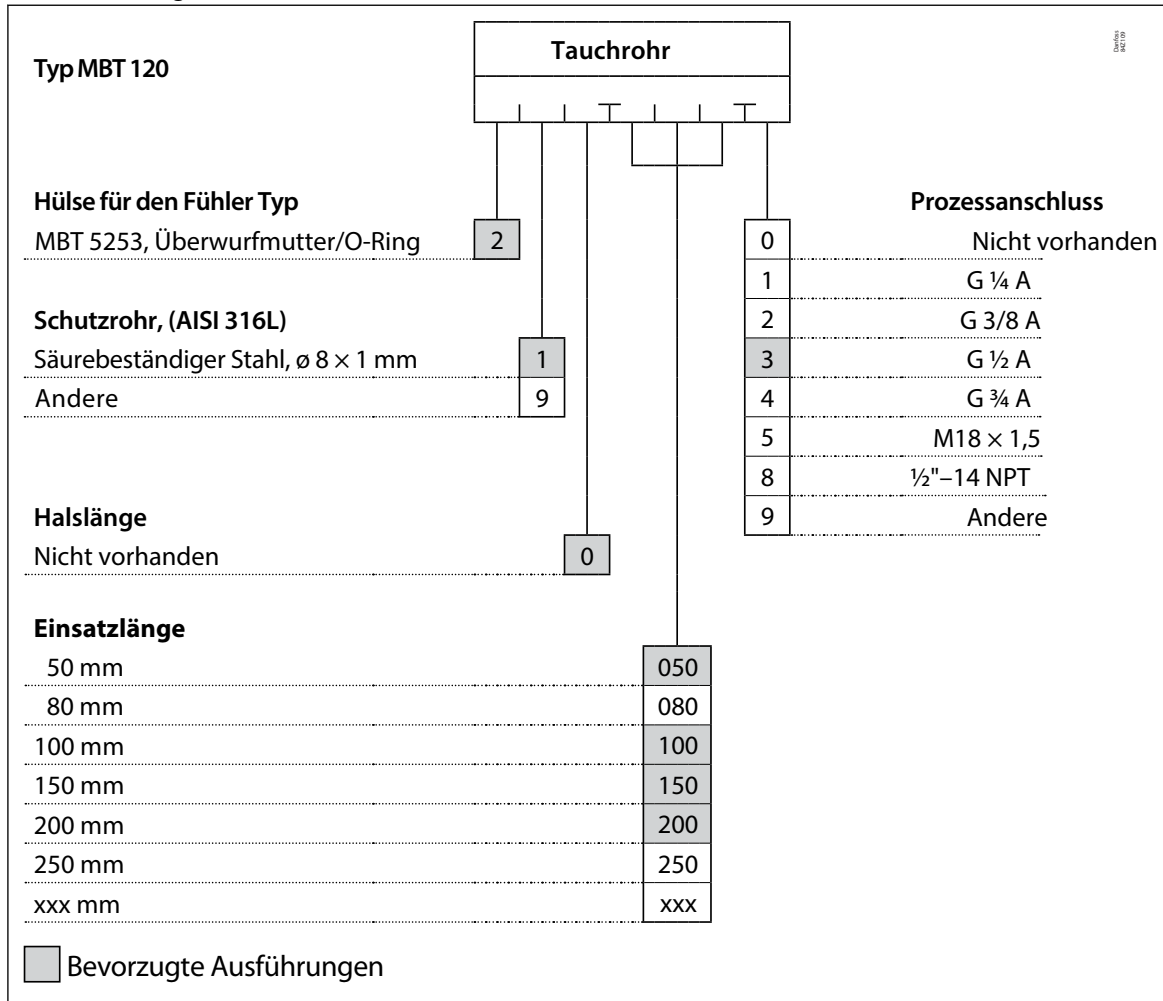 Tauchrohr
Typ MBT 120
Danfoss
84Z109
Hülse für den Fühler Typ
MBT 5253, Überwurfmutter/O-Ring 2
Schutzrohr, (AISI 316L)
Säurebeständiger Stahl, ø 8 × 1 mm 1
Andere 9
Halslänge
Nicht vorhanden 0
Einsatzlänge
50 mm 050
80 mm 080
100 mm 100
150 mm 150
200 mm 200
250 mm 250
xxx mm xxx
Prozessanschluss
0 Nicht vorhanden
1 G ¼ A
2 G 3/8 A
3 G ½ A
4 G ¾ A
5 M18 × 1,5
8 ½"–14 NPT
9 Andere
Bevorzugte Ausführungen